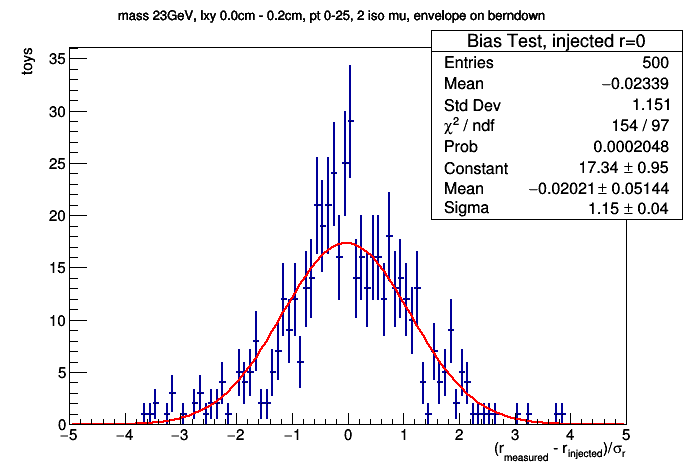 mass 23GeV, lxy 0.0cm - 0.2cm, pt 0-25, 2 iso mu, envelope on berndown
Bias Test, injected r=0
Entries 500
Mean −0.02339
Std Dev 1.151
χ² / ndf 154 / 97
Prob 0.0002048
Constant 17.34 ± 0.95
Mean −0.02021 ± 0.05144
Sigma 1.15 ± 0.04
toys
35
30
25
20
15
10
5
0
−5 −4 −3 −2 −1 0 1 2 3 4 5
(r_measured - r_injected)/σ_r